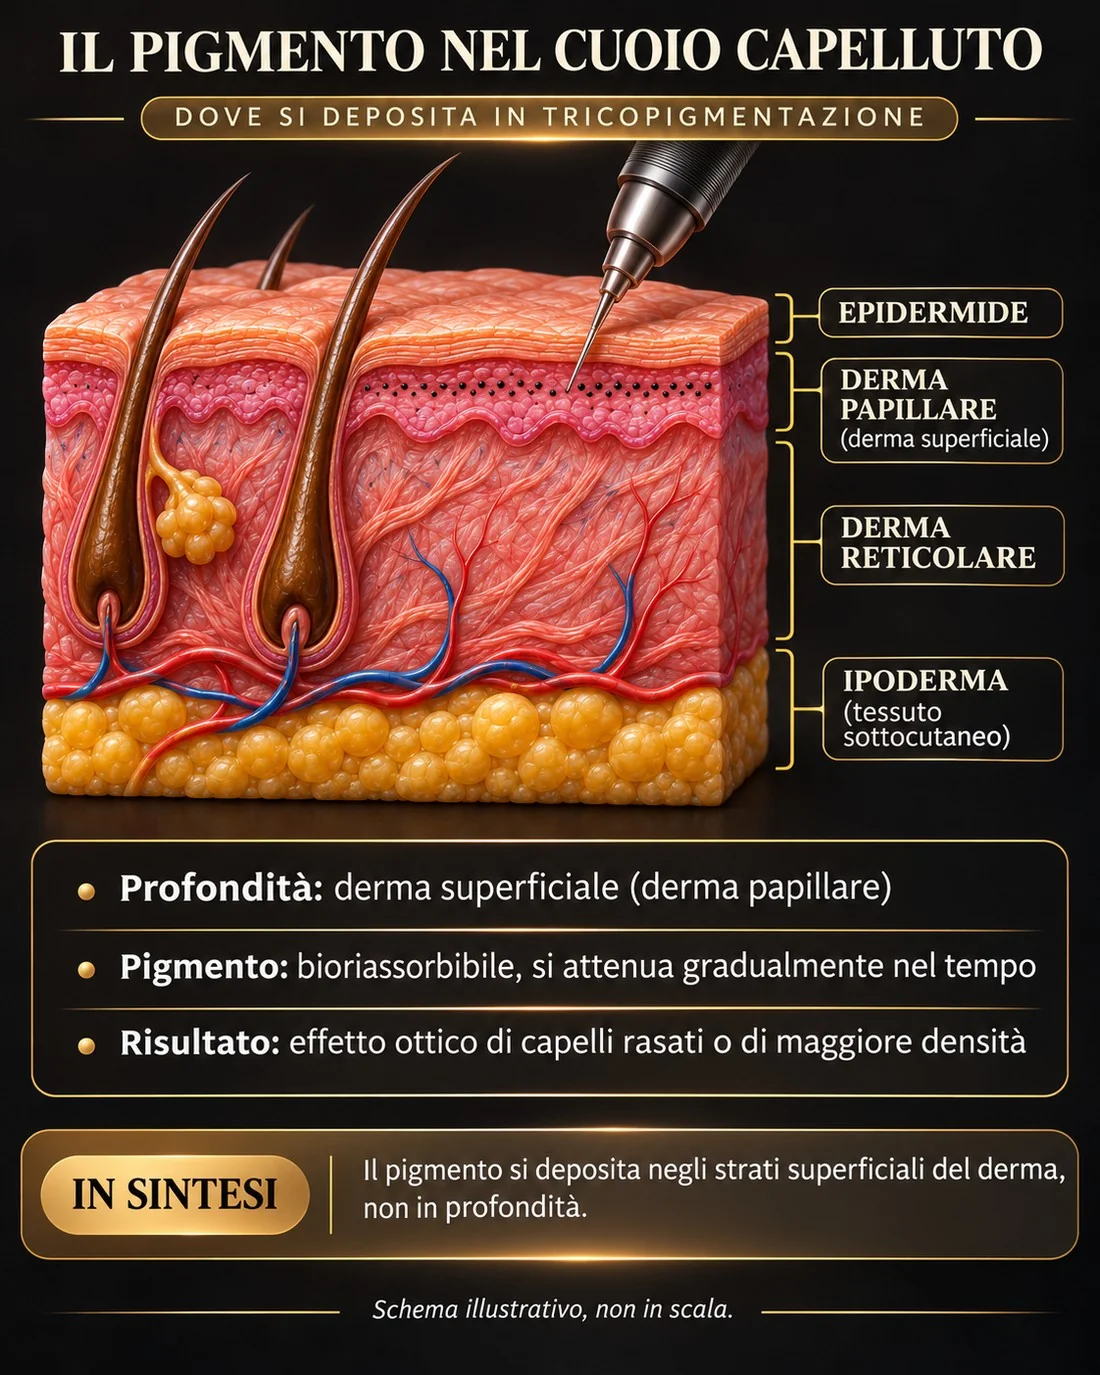 IL PIGMENTO NEL CUOIO CAPELLUTO
DOVE SI DEPOSITA IN TRICOPIGMENTAZIONE
EPIDERMIDE
DERMA
PAPILLARE
(derma superficiale)
DERMA
RETICOLARE
IPODERMA
(tessuto
sottocutaneo)
Profondità: derma superficiale (derma papillare)
Pigmento: bioriassorbibile, si attenua gradualmente nel tempo
Risultato: effetto ottico di capelli rasati o di maggiore densità
IN SINTESI
Il pigmento si deposita negli strati superficiali del derma,
non in profondità.
Schema illustrativo, non in scala.